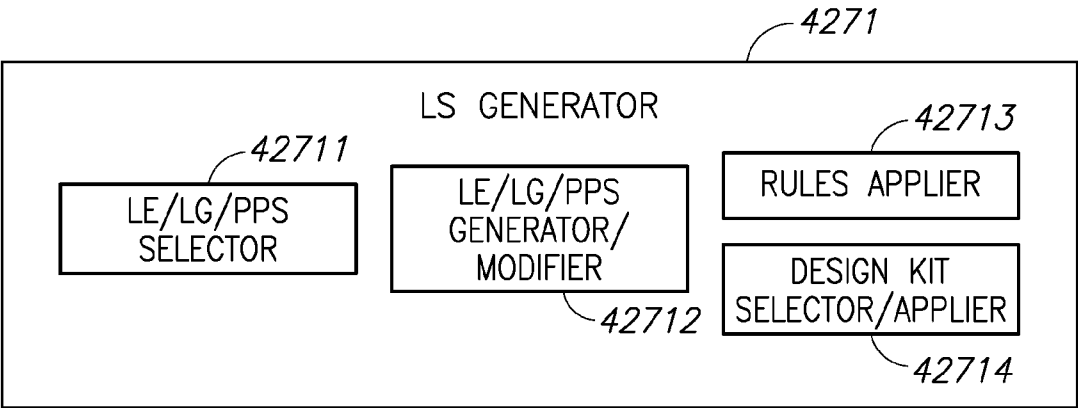 4271
LS GENERATOR
42711
LE/LG/PPS
SELECTOR
LE/LG/PPS
GENERATOR/
MODIFIER
42712
42713
RULES APPLIER
DESIGN KIT
SELECTOR/APPLIER
42714